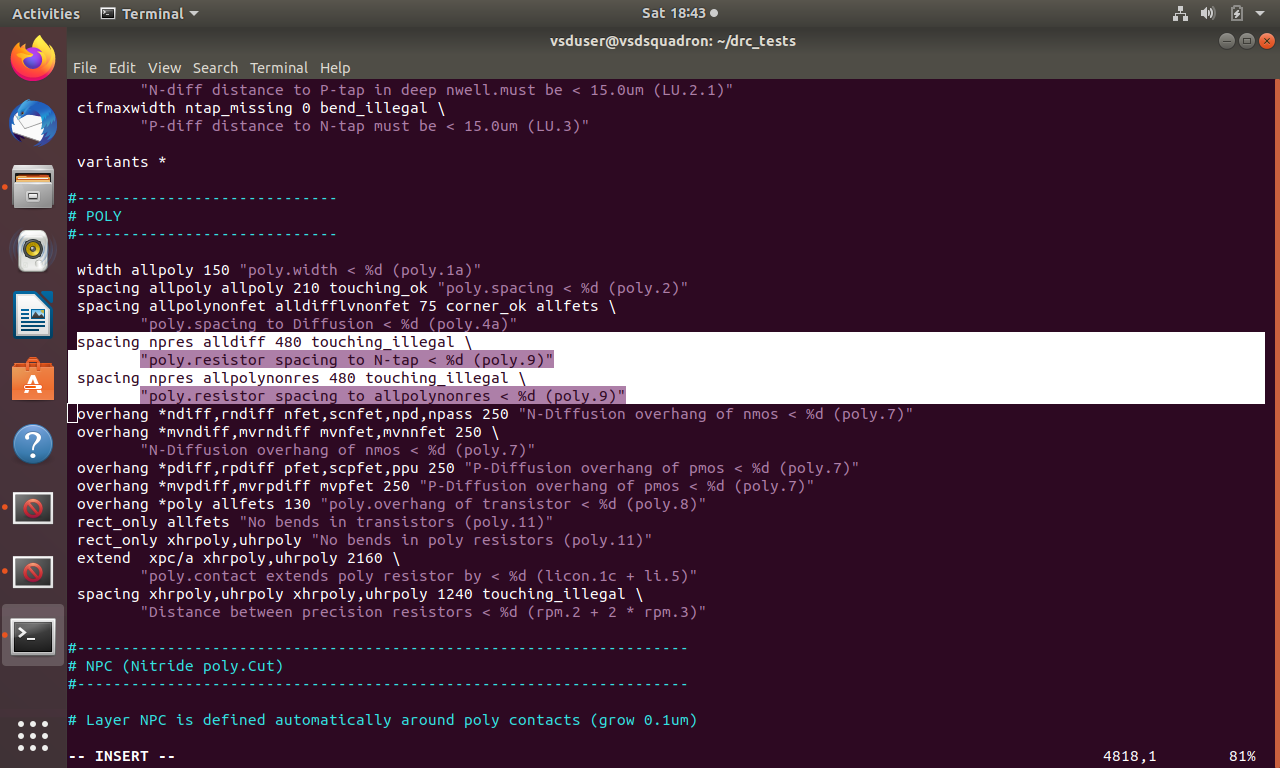 Activities Terminal Sat 18:43
vsduser@vsdsquadron: ~/drc_tests
File Edit View Search Terminal Help
"N-diff distance to P-tap in deep nwell.must be < 15.0um (LU.2.1)"
cifmaxwidth ntap_missing 0 bend_illegal \
"P-diff distance to N-tap must be < 15.0um (LU.3)"
variants *
#-----------------------------
# POLY
#-----------------------------
width allpoly 150 "poly.width < %d (poly.1a)"
spacing allpoly allpoly 210 touching_ok "poly.spacing < %d (poly.2)"
spacing allpolynonfet alldifflvnonfet 75 corner_ok allfets \
"poly.spacing to Diffusion < %d (poly.4a)"
spacing npres alldiff 480 touching_illegal \
"poly.resistor spacing to N-tap < %d (poly.9)"
spacing npres allpolynonres 480 touching_illegal \
"poly.resistor spacing to allpolynonres < %d (poly.9)"
overhang *ndiff,rndiff nfet,scnfet,npd,npass 250 "N-Diffusion overhang of nmos < %d (poly.7)"
overhang *mvndiff,mvrndiff mvnfet,mvnnfet 250 \
"N-Diffusion overhang of nmos < %d (poly.7)"
overhang *pdiff,rpdiff pfet,scpfet,ppu 250 "P-Diffusion overhang of pmos < %d (poly.7)"
overhang *mvpdiff,mvrpdiff mvpfet 250 "P-Diffusion overhang of pmos < %d (poly.7)"
overhang *poly allfets 130 "poly.overhang of transistor < %d (poly.8)"
rect_only allfets "No bends in transistors (poly.11)"
rect_only xhrpoly,uhrpoly "No bends in poly resistors (poly.11)"
extend  xpc/a xhrpoly,uhrpoly 2160 \
"poly.contact extends poly resistor by < %d (licon.1c + li.5)"
spacing xhrpoly,uhrpoly xhrpoly,uhrpoly 1240 touching_illegal \
"Distance between precision resistors < %d (rpm.2 + 2 * rpm.3)"
#--------------------------------------------------------------------
# NPC (Nitride poly.Cut)
#--------------------------------------------------------------------
# Layer NPC is defined automatically around poly contacts (grow 0.1um)
-- INSERT -- 4818,1 81%